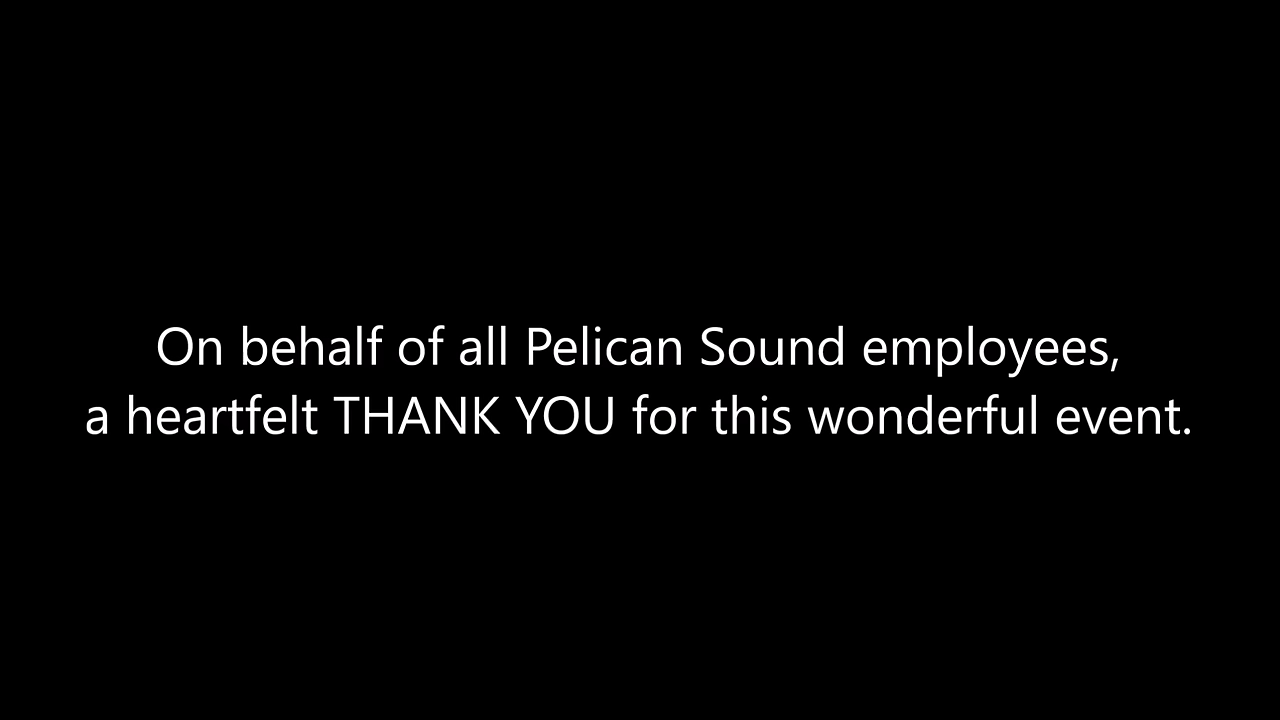 On behalf of all Pelican Sound employees,
a heartfelt THANK YOU for this wonderful event.